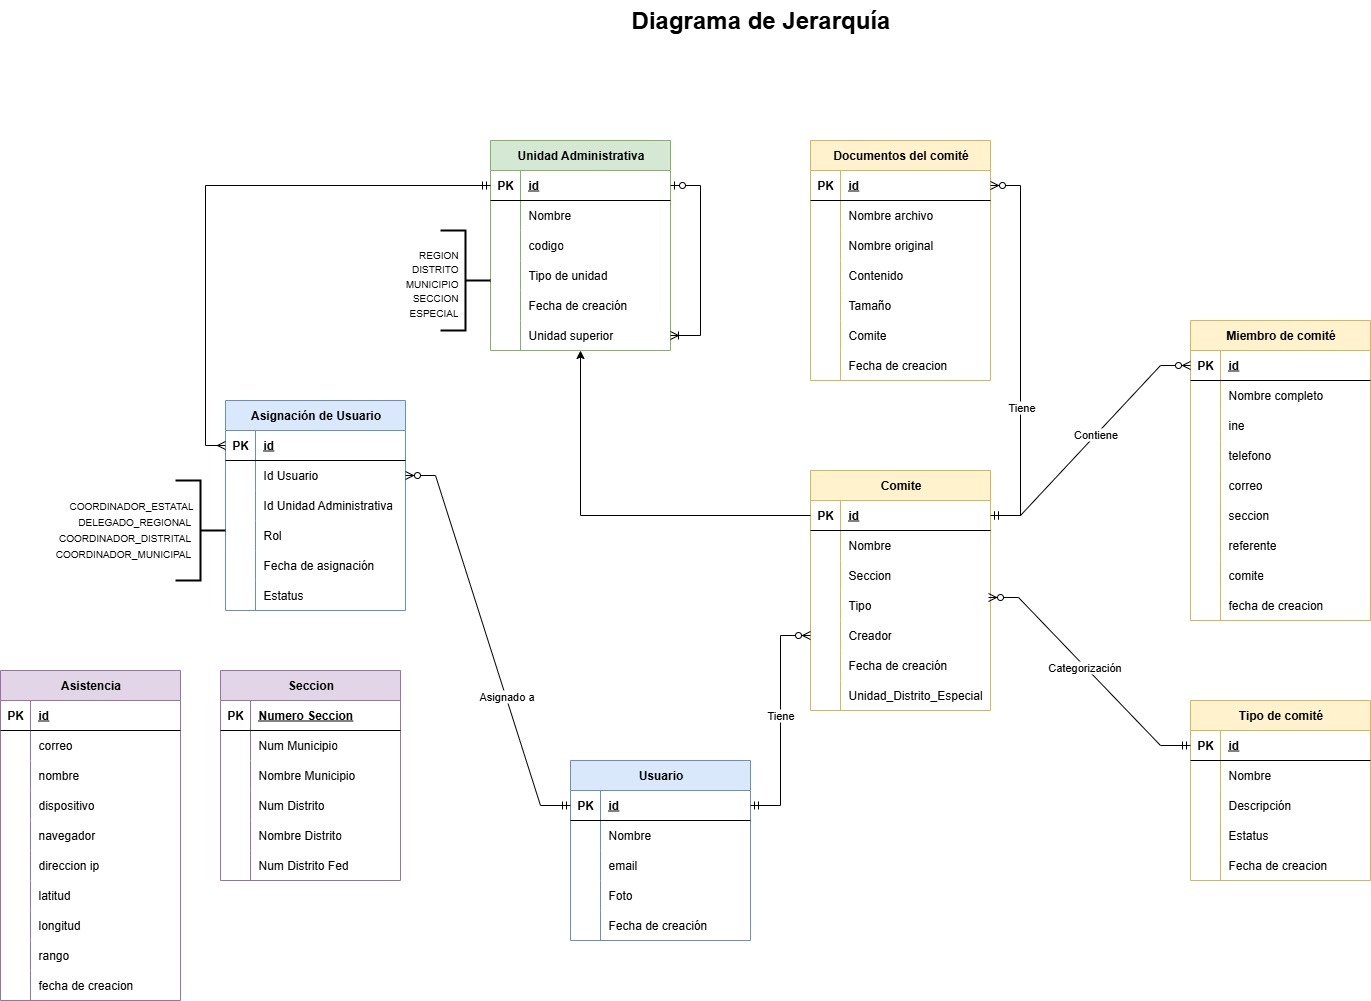 Diagrama de Jerarquía
Unidad Administrativa
PK id
Nombre
codigo
Tipo de unidad
Fecha de creación
Unidad superior
REGION
DISTRITO
MUNICIPIO
SECCION
ESPECIAL
Documentos del comité
PK id
Nombre archivo
Nombre original
Contenido
Tamaño
Comite
Fecha de creacion
Miembro de comité
PK id
Nombre completo
ine
telefono
correo
seccion
referente
comite
fecha de creacion
Tiene
Contiene
Asignación de Usuario
PK id
Id Usuario
Id Unidad Administrativa
Rol
Fecha de asignación
Estatus
COORDINADOR_ESTATAL
DELEGADO_REGIONAL
COORDINADOR_DISTRITAL
COORDINADOR_MUNICIPAL
Comite
PK id
Nombre
Seccion
Tipo
Creador
Fecha de creación
Unidad_Distrito_Especial
Categorización
Asignado a
Tiene
Asistencia
PK id
correo
nombre
dispositivo
navegador
direccion ip
latitud
longitud
rango
fecha de creacion
Seccion
PK Numero Seccion
Num Municipio
Nombre Municipio
Num Distrito
Nombre Distrito
Num Distrito Fed
Usuario
PK id
Nombre
email
Foto
Fecha de creación
Tipo de comité
PK id
Nombre
Descripción
Estatus
Fecha de creacion